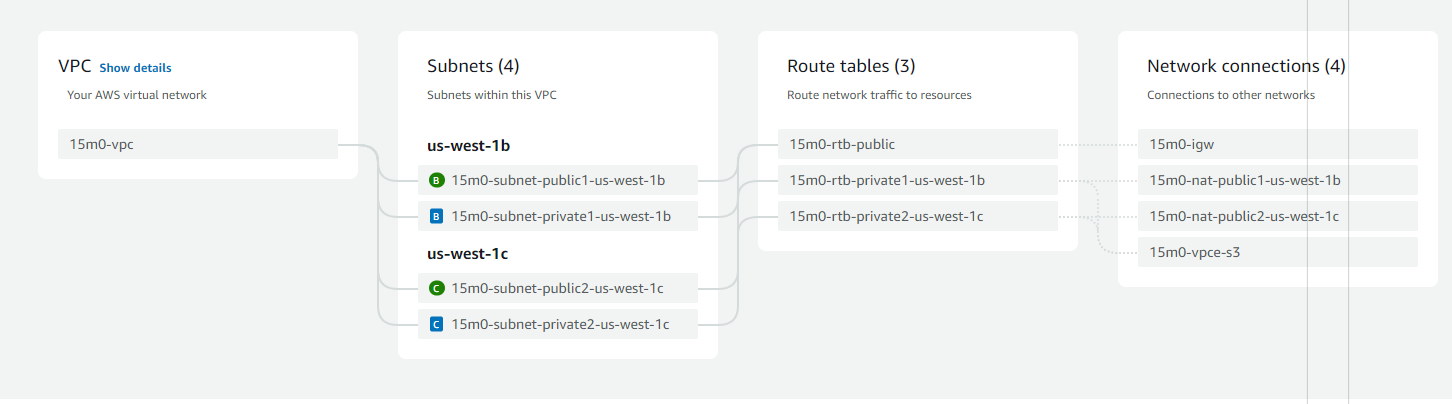 VPC Show details
Your AWS virtual network
15m0-vpc
Subnets (4)
Subnets within this VPC
us-west-1b
B 15m0-subnet-public1-us-west-1b
B 15m0-subnet-private1-us-west-1b
us-west-1c
C 15m0-subnet-public2-us-west-1c
C 15m0-subnet-private2-us-west-1c
Route tables (3)
Route network traffic to resources
15m0-rtb-public
15m0-rtb-private1-us-west-1b
15m0-rtb-private2-us-west-1c
Network connections (4)
Connections to other networks
15m0-igw
15m0-nat-public1-us-west-1b
15m0-nat-public2-us-west-1c
15m0-vpce-s3